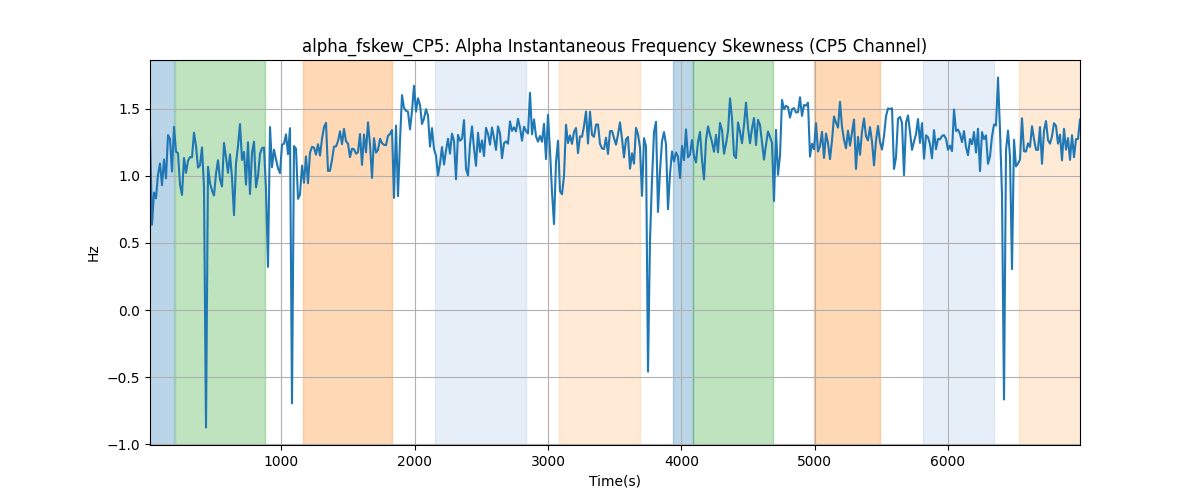 alpha_fskew_CP5: Alpha Instantaneous Frequency Skewness (CP5 Channel)
1.5
1.0
0.5
0.0
−0.5
−1.0
Hz
1000 2000 3000 4000 5000 6000
Time(s)